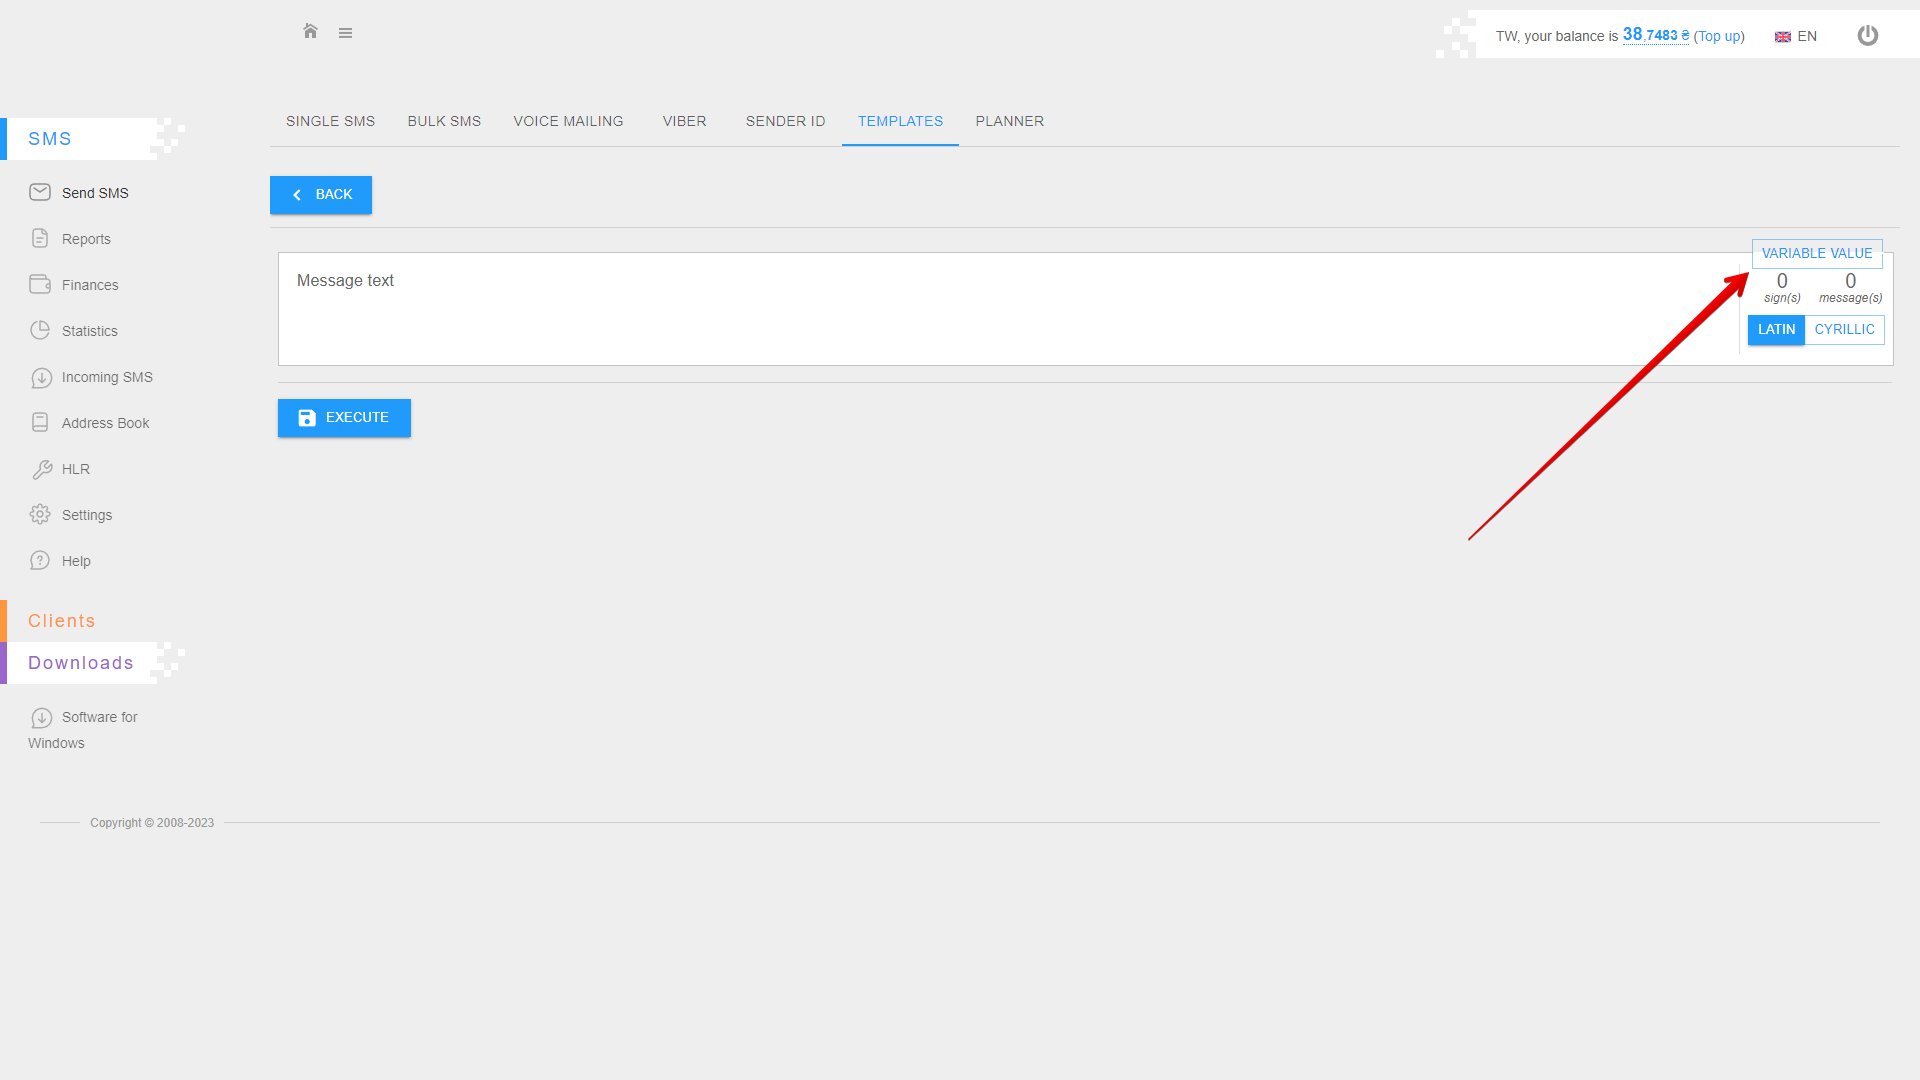 TW, your balance is 38,7483 ₴ (Top up)
EN
SMS
Send SMS
Reports
Finances
Statistics
Incoming SMS
Address Book
HLR
Settings
Help
Clients
Downloads
Software for
Windows
SINGLE SMS
BULK SMS
VOICE MAILING
VIBER
SENDER ID
TEMPLATES
PLANNER
BACK
Message text
VARIABLE VALUE
0
sign(s)
0
message(s)
LATIN
CYRILLIC
EXECUTE
Copyright © 2008-2023